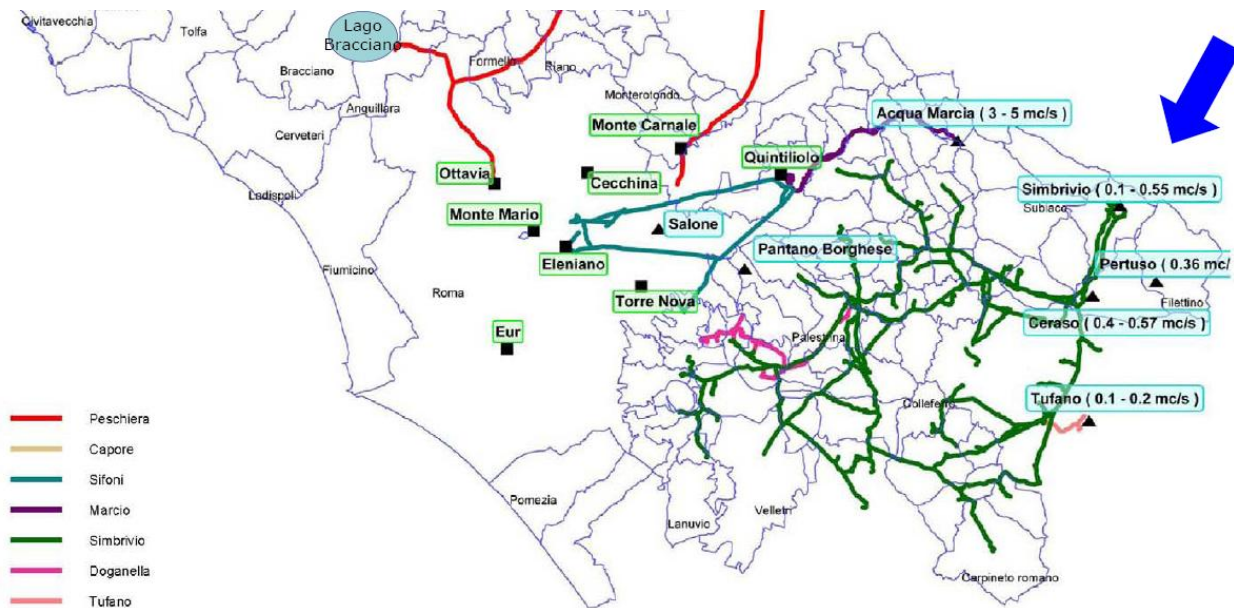 Civitavecchia
Tolfa
Lago
Bracciano
Bracciano
Formello
Riano
Anguillara
Monterotondo
Cerveteri
Monte Carnale
Acqua Marcia ( 3 - 5 mc/s )
Quintiliolo
Ottavia
Cecchina
Ladispoli
Simbrivio ( 0.1 - 0.55 mc/s )
Subiaco
Monte Mario
Salone
Pantano Borghese
Eleniano
Fiumicino
Pertuso ( 0.36 mc/
Roma
Torre Nova
Filettino
Ceraso ( 0.4 - 0.57 mc/s )
Eur
Palestrina
Colleferro
Tufano ( 0.1 - 0.2 mc/s )
Peschiera
Capore
Sifoni
Marcio
Simbrivio
Doganella
Tufano
Pomezia
Lanuvio
Velletri
Carpineto romano